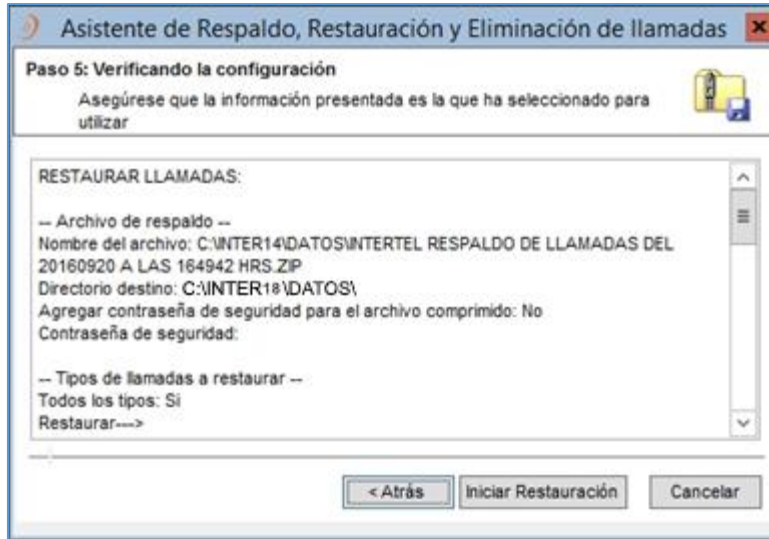 Asistente de Respaldo, Restauración y Eliminación de llamadas
Paso 5: Verificando la configuración
Asegúrese que la información presentada es la que ha seleccionado para
utilizar
RESTAURAR LLAMADAS:
-- Archivo de respaldo --
Nombre del archivo: C:\INTER14\DATOS\INTERTEL RESPALDO DE LLAMADAS DEL
20160920 A LAS 164942 HRS.ZIP
Directorio destino: C:\INTER18\DATOS\
Agregar contraseña de seguridad para el archivo comprimido: No
Contraseña de seguridad:
-- Tipos de llamadas a restaurar --
Todos los tipos: Si
Restaurar--->
< Atrás
Iniciar Restauración
Cancelar